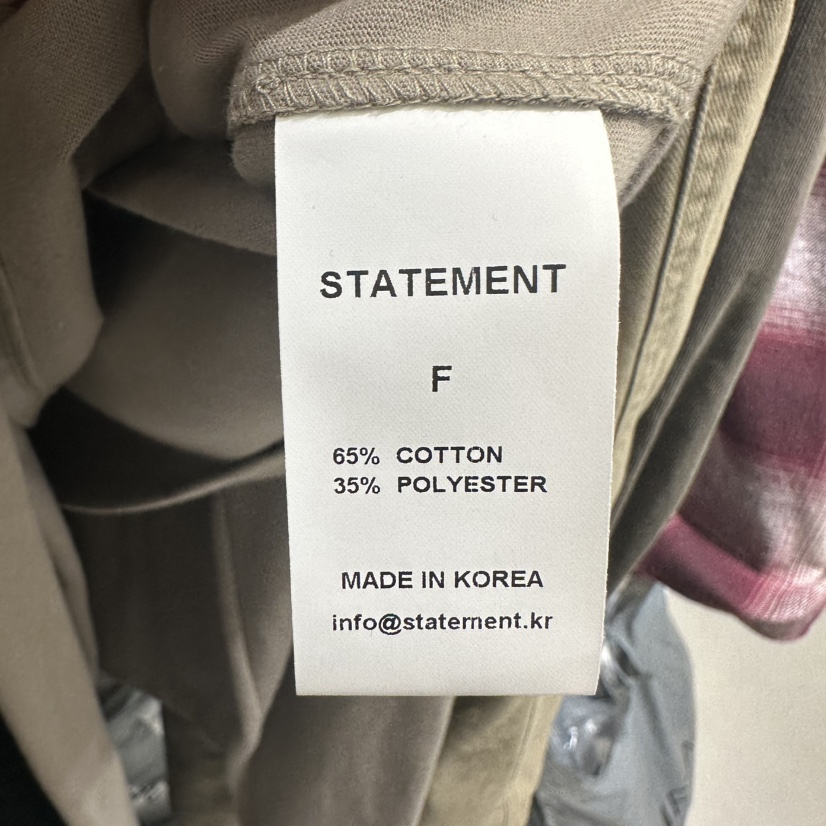 STATEMENT
F
65% COTTON
35% POLYESTER
MADE IN KOREA
info@statement.kr